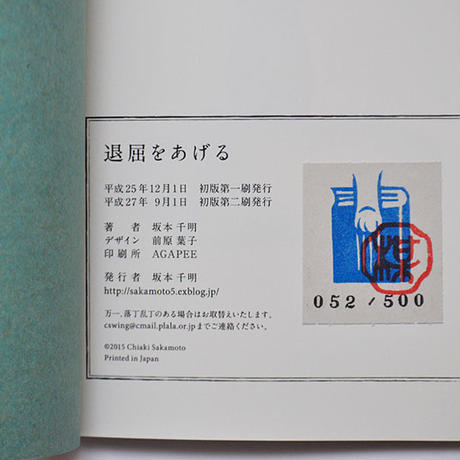 退屈をあげる
平成25年12月1日 初版第一刷発行
平成27年 9月1日 初版第二刷発行
著 者 坂本千明
デザイン 前原葉子
印刷所 AGAPEE
発行者 坂本千明
http://sakamoto5.exblog.jp/
万一、落丁乱丁のある場合はお取替えいたします。
cswing@cmail.plala.or.jpまでご連絡ください。
©2015 Chiaki Sakamoto
Printed in Japan
052 / 500